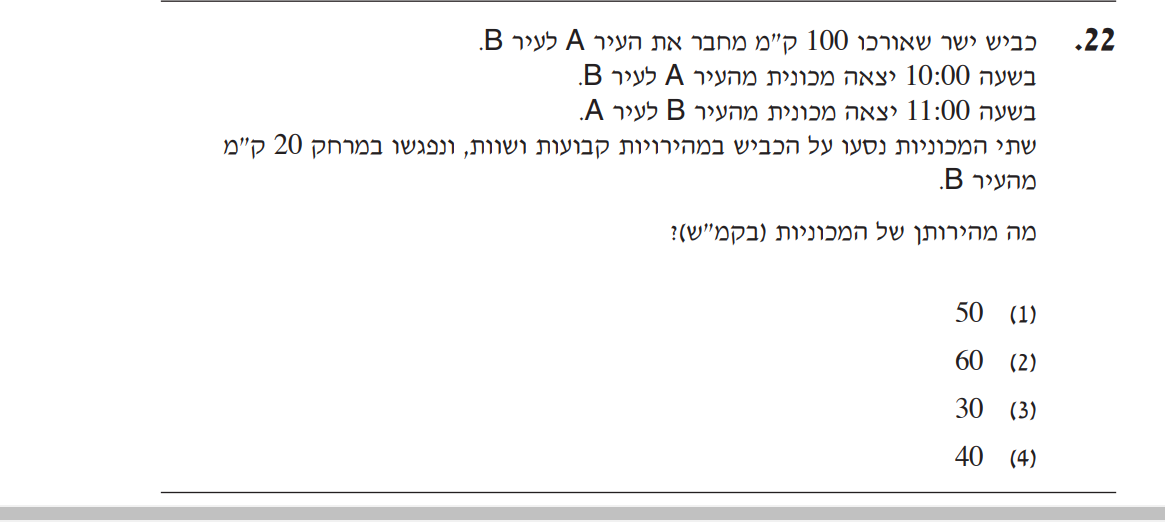 22. כביש ישר שאורכו 100 ק"מ מחבר את העיר A לעיר B.
בשעה 10:00 יצאה מכונית מהעיר A לעיר B.
בשעה 11:00 יצאה מכונית מהעיר B לעיר A.
שתי המכוניות נסעו על הכביש במהירויות קבועות ושוות, ונפגשו במרחק 20 ק"מ
מהעיר B.
מה מהירותן של המכוניות (בקמ"ש)?
(1) 50
(2) 60
(3) 30
(4) 40